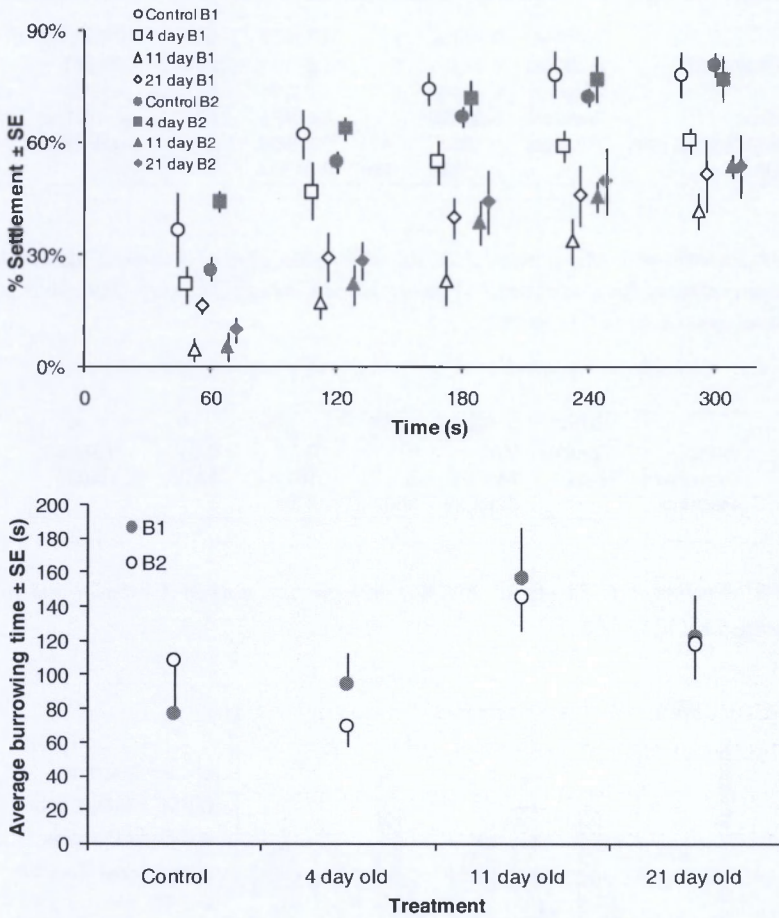 Control B1
4 day B1
11 day B1
21 day B1
Control B2
4 day B2
11 day B2
21 day B2
90%
60%
30%
0%
% Settlement ± SE
0 60 120 180 240 300
Time (s)
200
180
160
140
120
100
80
60
40
20
0
Average burrowing time ± SE (s)
B1
B2
Control 4 day old 11 day old 21 day old
Treatment